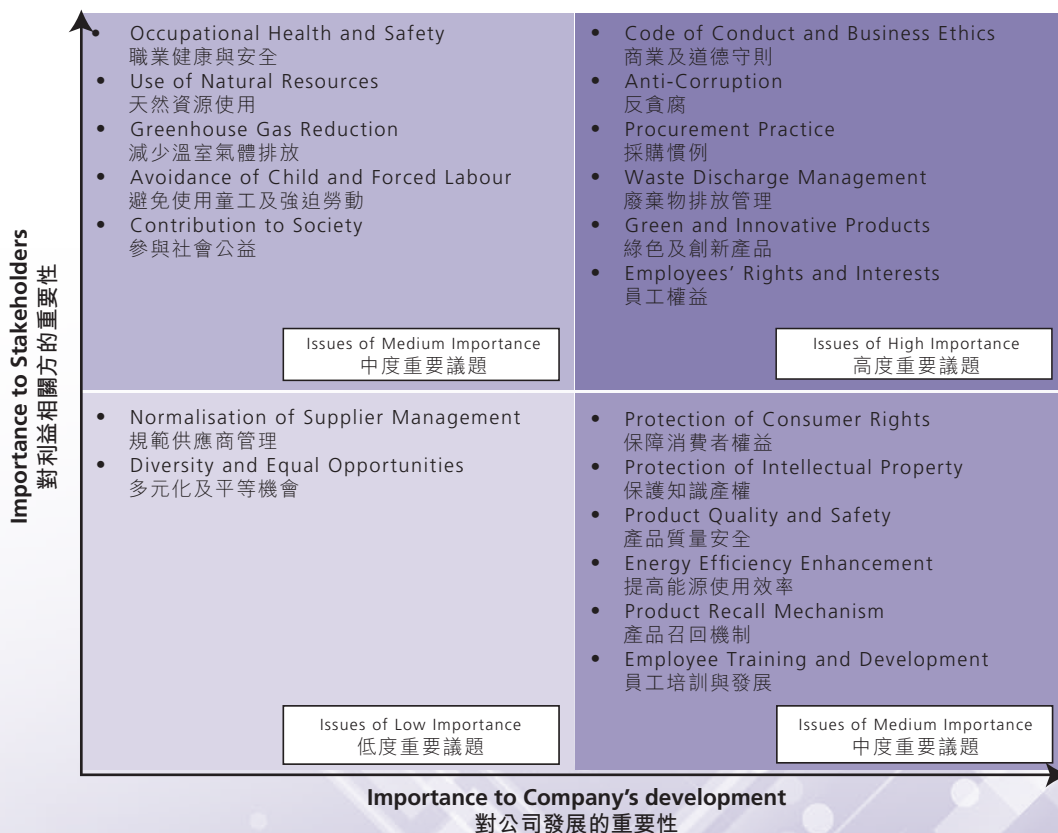 Importance to Stakeholders
對利益相關方的重要性
• Occupational Health and Safety
職業健康與安全
• Use of Natural Resources
天然資源使用
• Greenhouse Gas Reduction
減少溫室氣體排放
• Avoidance of Child and Forced Labour
避免使用童工及強迫勞動
• Contribution to Society
參與社會公益
Issues of Medium Importance
中度重要議題
• Code of Conduct and Business Ethics
商業及道德守則
• Anti-Corruption
反貪腐
• Procurement Practice
採購慣例
• Waste Discharge Management
廢棄物排放管理
• Green and Innovative Products
綠色及創新產品
• Employees’ Rights and Interests
員工權益
Issues of High Importance
高度重要議題
• Normalisation of Supplier Management
規範供應商管理
• Diversity and Equal Opportunities
多元化及平等機會
Issues of Low Importance
低度重要議題
• Protection of Consumer Rights
保障消費者權益
• Protection of Intellectual Property
保護知識產權
• Product Quality and Safety
產品質量安全
• Energy Efficiency Enhancement
提高能源使用效率
• Product Recall Mechanism
產品召回機制
• Employee Training and Development
員工培訓與發展
Issues of Medium Importance
中度重要議題
Importance to Company’s development
對公司發展的重要性